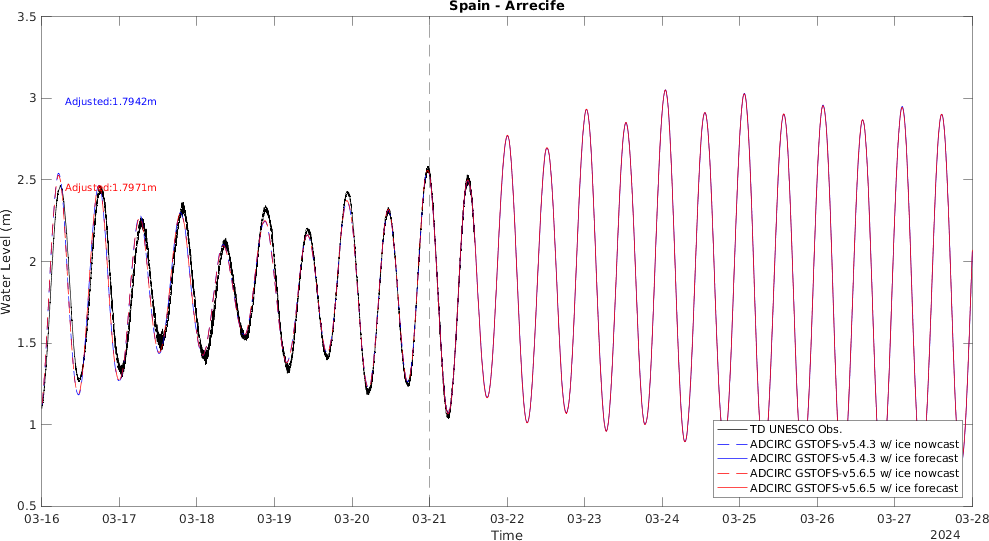 Spain - Arrecife
3.5
3
2.5
2
1.5
1
0.5
Water Level (m)
Adjusted:1.7942m
Adjusted:1.7971m
TD UNESCO Obs.
ADCIRC GSTOFS-v5.4.3 w/ ice nowcast
ADCIRC GSTOFS-v5.4.3 w/ ice forecast
ADCIRC GSTOFS-v5.6.5 w/ ice nowcast
ADCIRC GSTOFS-v5.6.5 w/ ice forecast
03-16 03-17 03-18 03-19 03-20 03-21 03-22 03-23 03-24 03-25 03-26 03-27 03-28
Time
2024